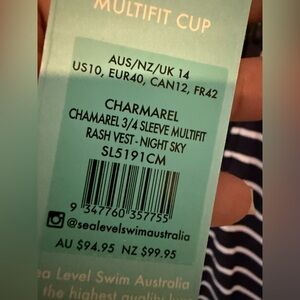 MULTIFIT CUP
AUS/NZ/UK 14
US10, EUR40, CAN12, FR42
CHARMAREL
CHAMAREL 3/4 SLEEVE MULTIFIT
RASH VEST - NIGHT SKY
SL5191CM
9 347760 357755
@sealevelswimaustralia
AU $94.95 NZ $99.95
ea Level Swim Australia
the highest quality